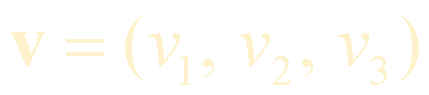 v = (v₁, v₂, v₃)